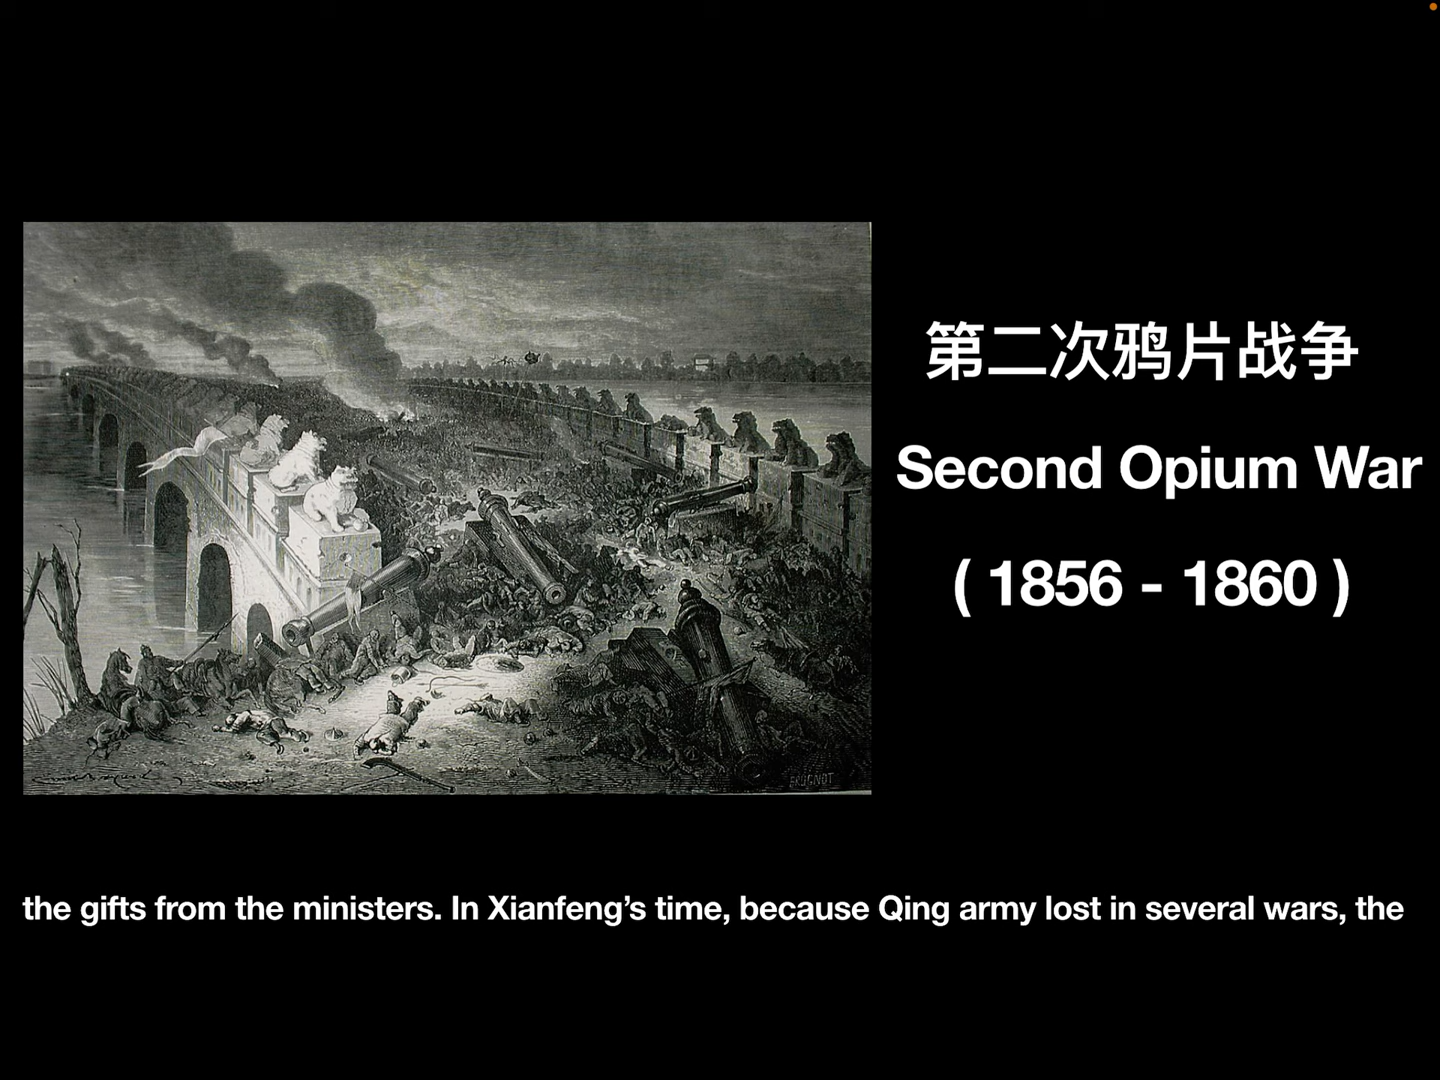 第二次鸦片战争
Second Opium War
( 1856 - 1860 )
the gifts from the ministers. In Xianfeng’s time, because Qing army lost in several wars, the